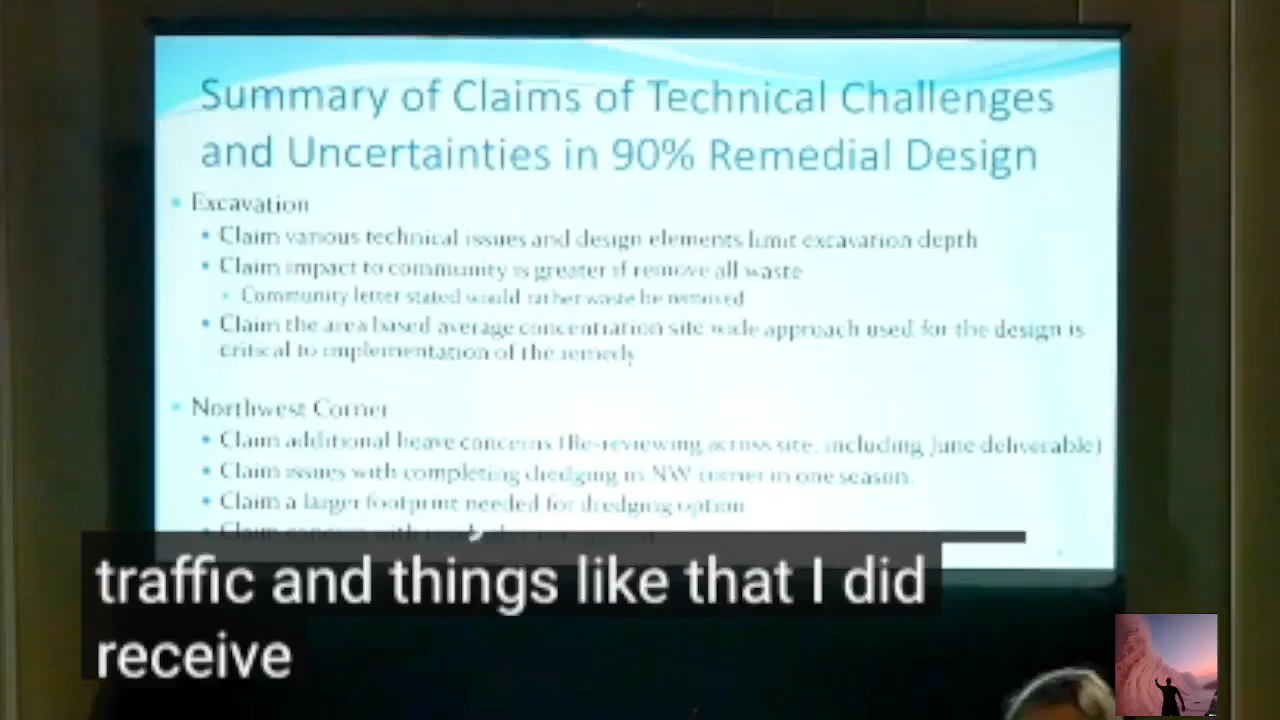 Summary of Claims of Technical Challenges
and Uncertainties in 90% Remedial Design
Excavation
Claim various technical issues and design elements limit excavation depth
Claim impact to community is greater if remove all waste
Community letter stated would rather waste be removed
Claim the area based average concentration site wide approach used for the design is
critical to implementation of the remedy
Northwest Corner
Claim additional heave concerns (Re-reviewing across site, including June deliverable)
Claim issues with completing dredging in NW corner in one season.
Claim a larger footprint needed for dredging option
Claim concern with
traffic and things like that I did
receive